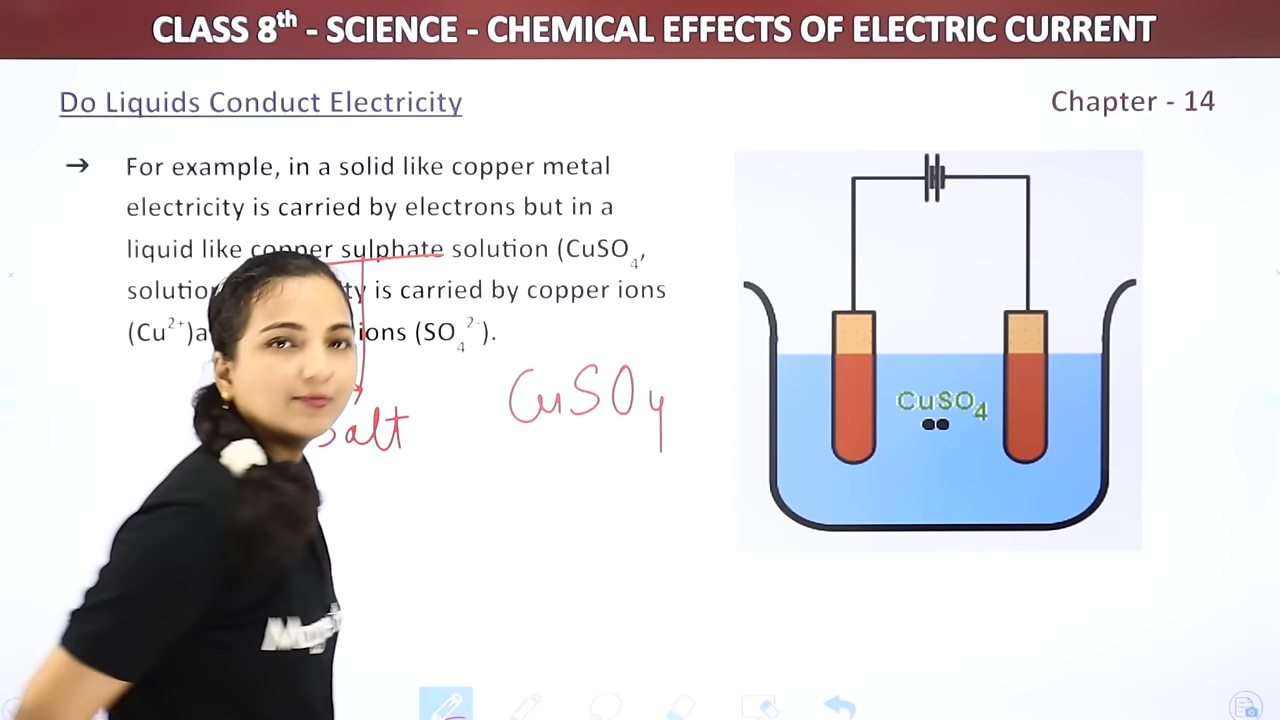 CLASS 8th - SCIENCE - CHEMICAL EFFECTS OF ELECTRIC CURRENT
Do Liquids Conduct Electricity
Chapter - 14
→ For example, in a solid like copper metal
electricity is carried by electrons but in a
liquid like copper sulphate solution (CuSO4,
is carried by copper ions
(Cu2+) ions (SO42-).
Salt
CuSO4
CuSO4